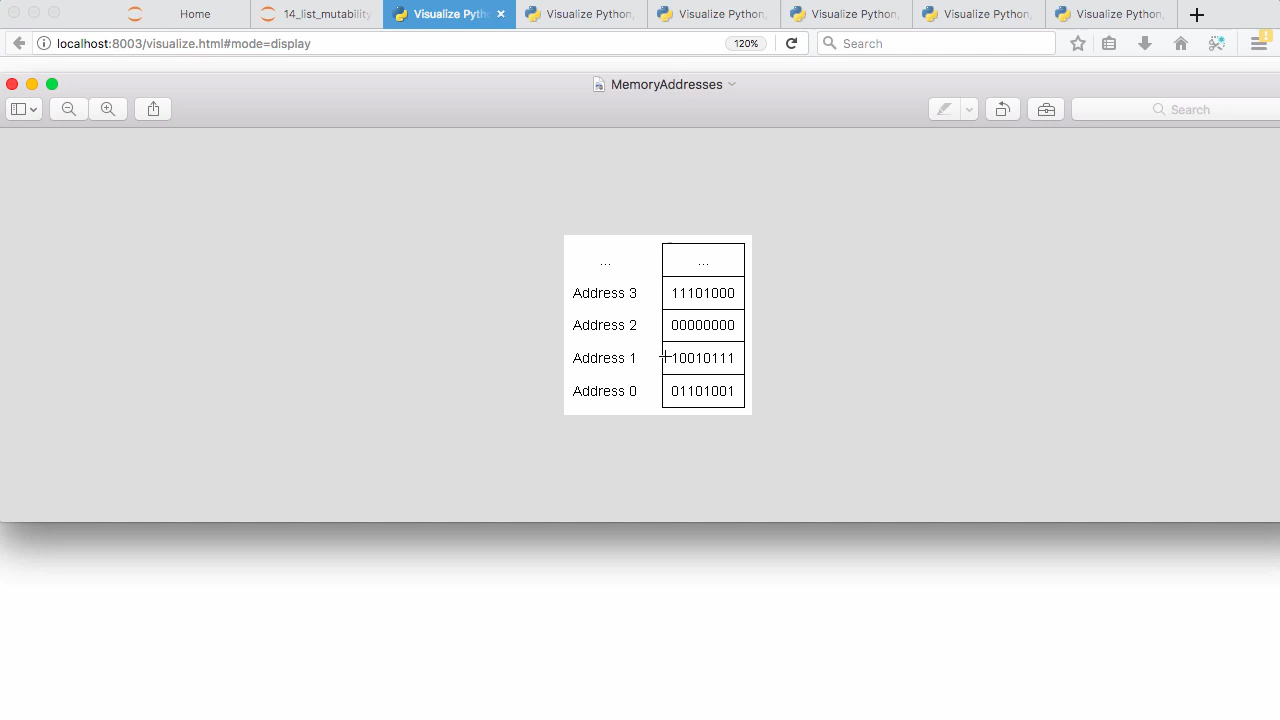 Home
14_list_mutability
Visualize Pyth
Visualize Python,
Visualize Python,
Visualize Python,
Visualize Python,
Visualize Python,
localhost:8003/visualize.html#mode=display
120%
Search
MemoryAddresses
Search
... ...
Address 3 11101000
Address 2 00000000
Address 1 10010111
Address 0 01101001